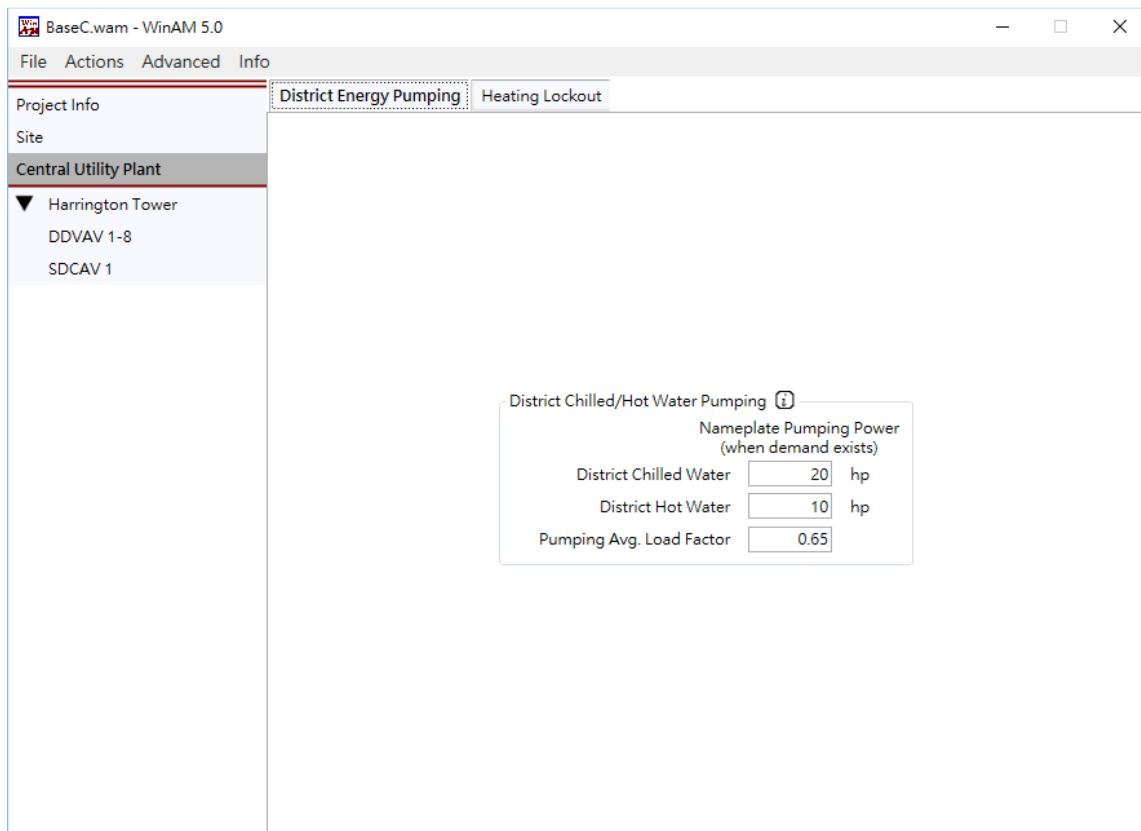 BaseC.wam - WinAM 5.0
File Actions Advanced Info
Project Info
Site
Central Utility Plant
Harrington Tower
DDVAV 1-8
SDCAV 1
District Energy Pumping Heating Lockout
District Chilled/Hot Water Pumping i
Nameplate Pumping Power
(when demand exists)
District Chilled Water 20 hp
District Hot Water 10 hp
Pumping Avg. Load Factor 0.65